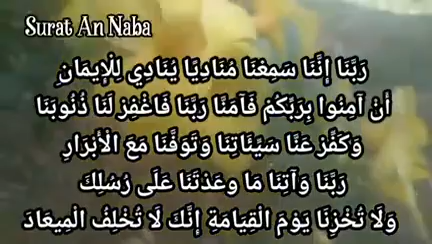 Surat An Naba
رَبَّنَا إِنَّنَا سَمِعْنَا مُنَادِيًا يُنَادِي لِلْإِيمَانِ
أَنْ آمِنُوا بِرَبِّكُمْ فَآمَنَّا رَبَّنَا فَاغْفِرْ لَنَا ذُنُوبَنَا
وَكَفِّرْ عَنَّا سَيِّئَاتِنَا وَتَوَفَّنَا مَعَ الْأَبْرَارِ
رَبَّنَا وَآتِنَا مَا وَعَدْتَنَا عَلَى رُسُلِكَ
وَلَا تُخْزِنَا يَوْمَ الْقِيَامَةِ إِنَّكَ لَا تُخْلِفُ الْمِيعَادَ